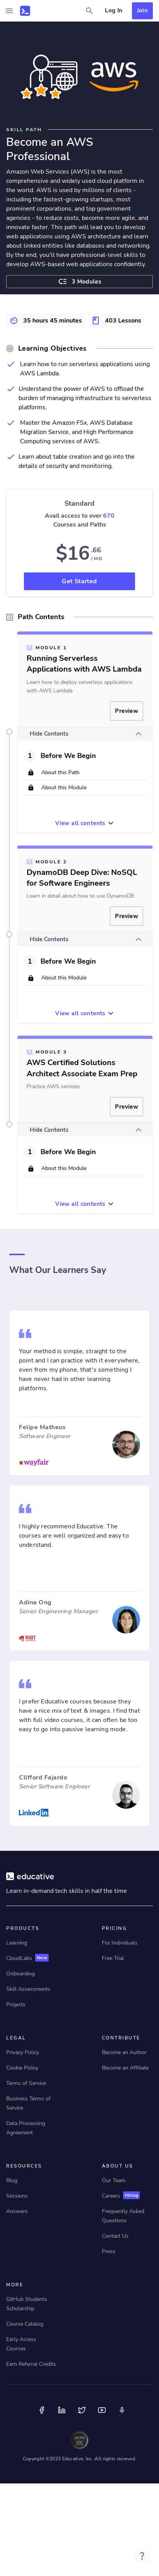 Log In
Join
aws
SKILL PATH
Become an AWS
Professional
Amazon Web Services (AWS) is the most
comprehensive and widely used cloud platform in
the world. AWS is used by millions of clients -
including the fastest-growing startups, major
most prominent corporations, and top government
agencies - to reduce costs, become more agile, and
innovate faster. This path will lead you to develop
web applications using AWS architecture and learn
about linked entities like databases and networking.
By the end, you'll have the professional-level skills to
develop AWS-based web applications confidently.
3 Modules
35 hours 45 minutes
403 Lessons
Learning Objectives
Learn how to run serverless applications using
AWS Lambda.
Understand the power of AWS to offload the
burden of managing infrastructure to serverless
platforms.
Master the Amazon FSx, AWS Database
Migration Service, and High Performance
Computing services of AWS.
Learn about table creation and go into the
details of security and monitoring.
Standard
Avail access to over 670
Courses and Paths
$16 .66
/ MO
Get Started
Path Contents
MODULE 1
Running Serverless
Applications with AWS Lambda
Learn how to deploy serverless applications
with AWS Lambda
Preview
Hide Contents
1 Before We Begin
About this Path
About this Module
View all contents
MODULE 2
DynamoDB Deep Dive: NoSQL
for Software Engineers
Learn in detail about how to use DynamoDB.
Preview
Hide Contents
1 Before We Begin
About this Module
View all contents
MODULE 3
AWS Certified Solutions
Architect Associate Exam Prep
Practice AWS services
Preview
Hide Contents
1 Before We Begin
About this Module
View all contents
What Our Learners Say
Your method is simple, straight to the
point and I can practice with it everywhere,
even from my phone, that's something I
have never had in other learning
platforms.
Felipe Matheus
Software Engineer
wayfair
I highly recommend Educative. The
courses are well organized and easy to
understand.
Adina Ong
Senior Engineering Manager
RIOT
I prefer Educative courses because they
have a nice mix of text & images. I find that
with full video courses, it can often be too
easy to go into passive learning mode.
Clifford Fajardo
Senior Software Engineer
Linkedin
educative
Learn in-demand tech skills in half the time
PRODUCTS
Learning
CloudLabs New
Onboarding
Skill Assessments
Projects
PRICING
For Individuals
Free Trial
LEGAL
Privacy Policy
Cookie Policy
Terms of Service
Business Terms of
Service
Data Processing
Agreement
CONTRIBUTE
Become an Author
Become an Affiliate
RESOURCES
Blog
Sessions
Answers
ABOUT US
Our Team
Careers Hiring
Frequently Asked
Questions
Contact Us
Press
MORE
GitHub Students
Scholarship
Course Catalog
Early Access
Courses
Earn Referral Credits
Copyright ©2023 Educative, Inc. All rights reserved.
?